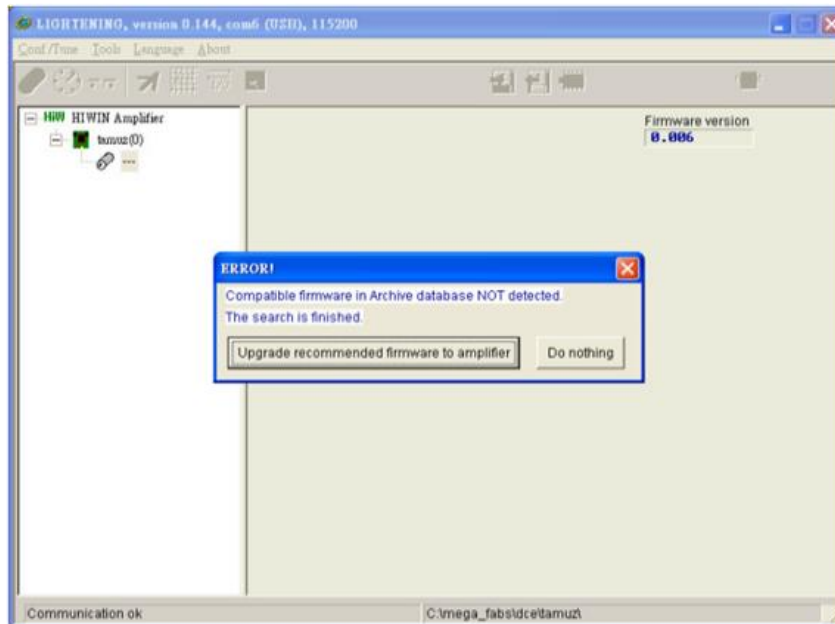 LIGHTENING, version 0.144, com6 (USB), 115200
Conf/Tune Tools Language About
HIWIN Amplifier
tamuz(0)
---
Firmware version
0.006
ERROR!
Compatible firmware in Archive database NOT detected.
The search is finished.
Upgrade recommended firmware to amplifier
Do nothing
Communication ok
C:\mega_fabs\dce\tamuz\